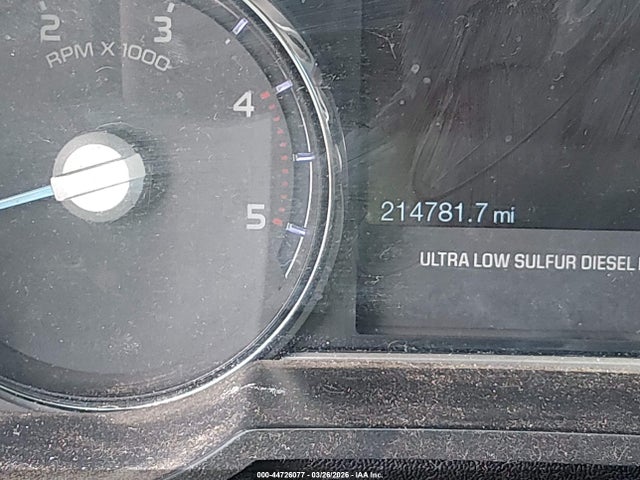 2 3
RPM X 1000
4
5
214781.7 mi
ULTRA LOW SULFUR DIESEL
000-44726077 - 03/26/2026 - IAA Inc.